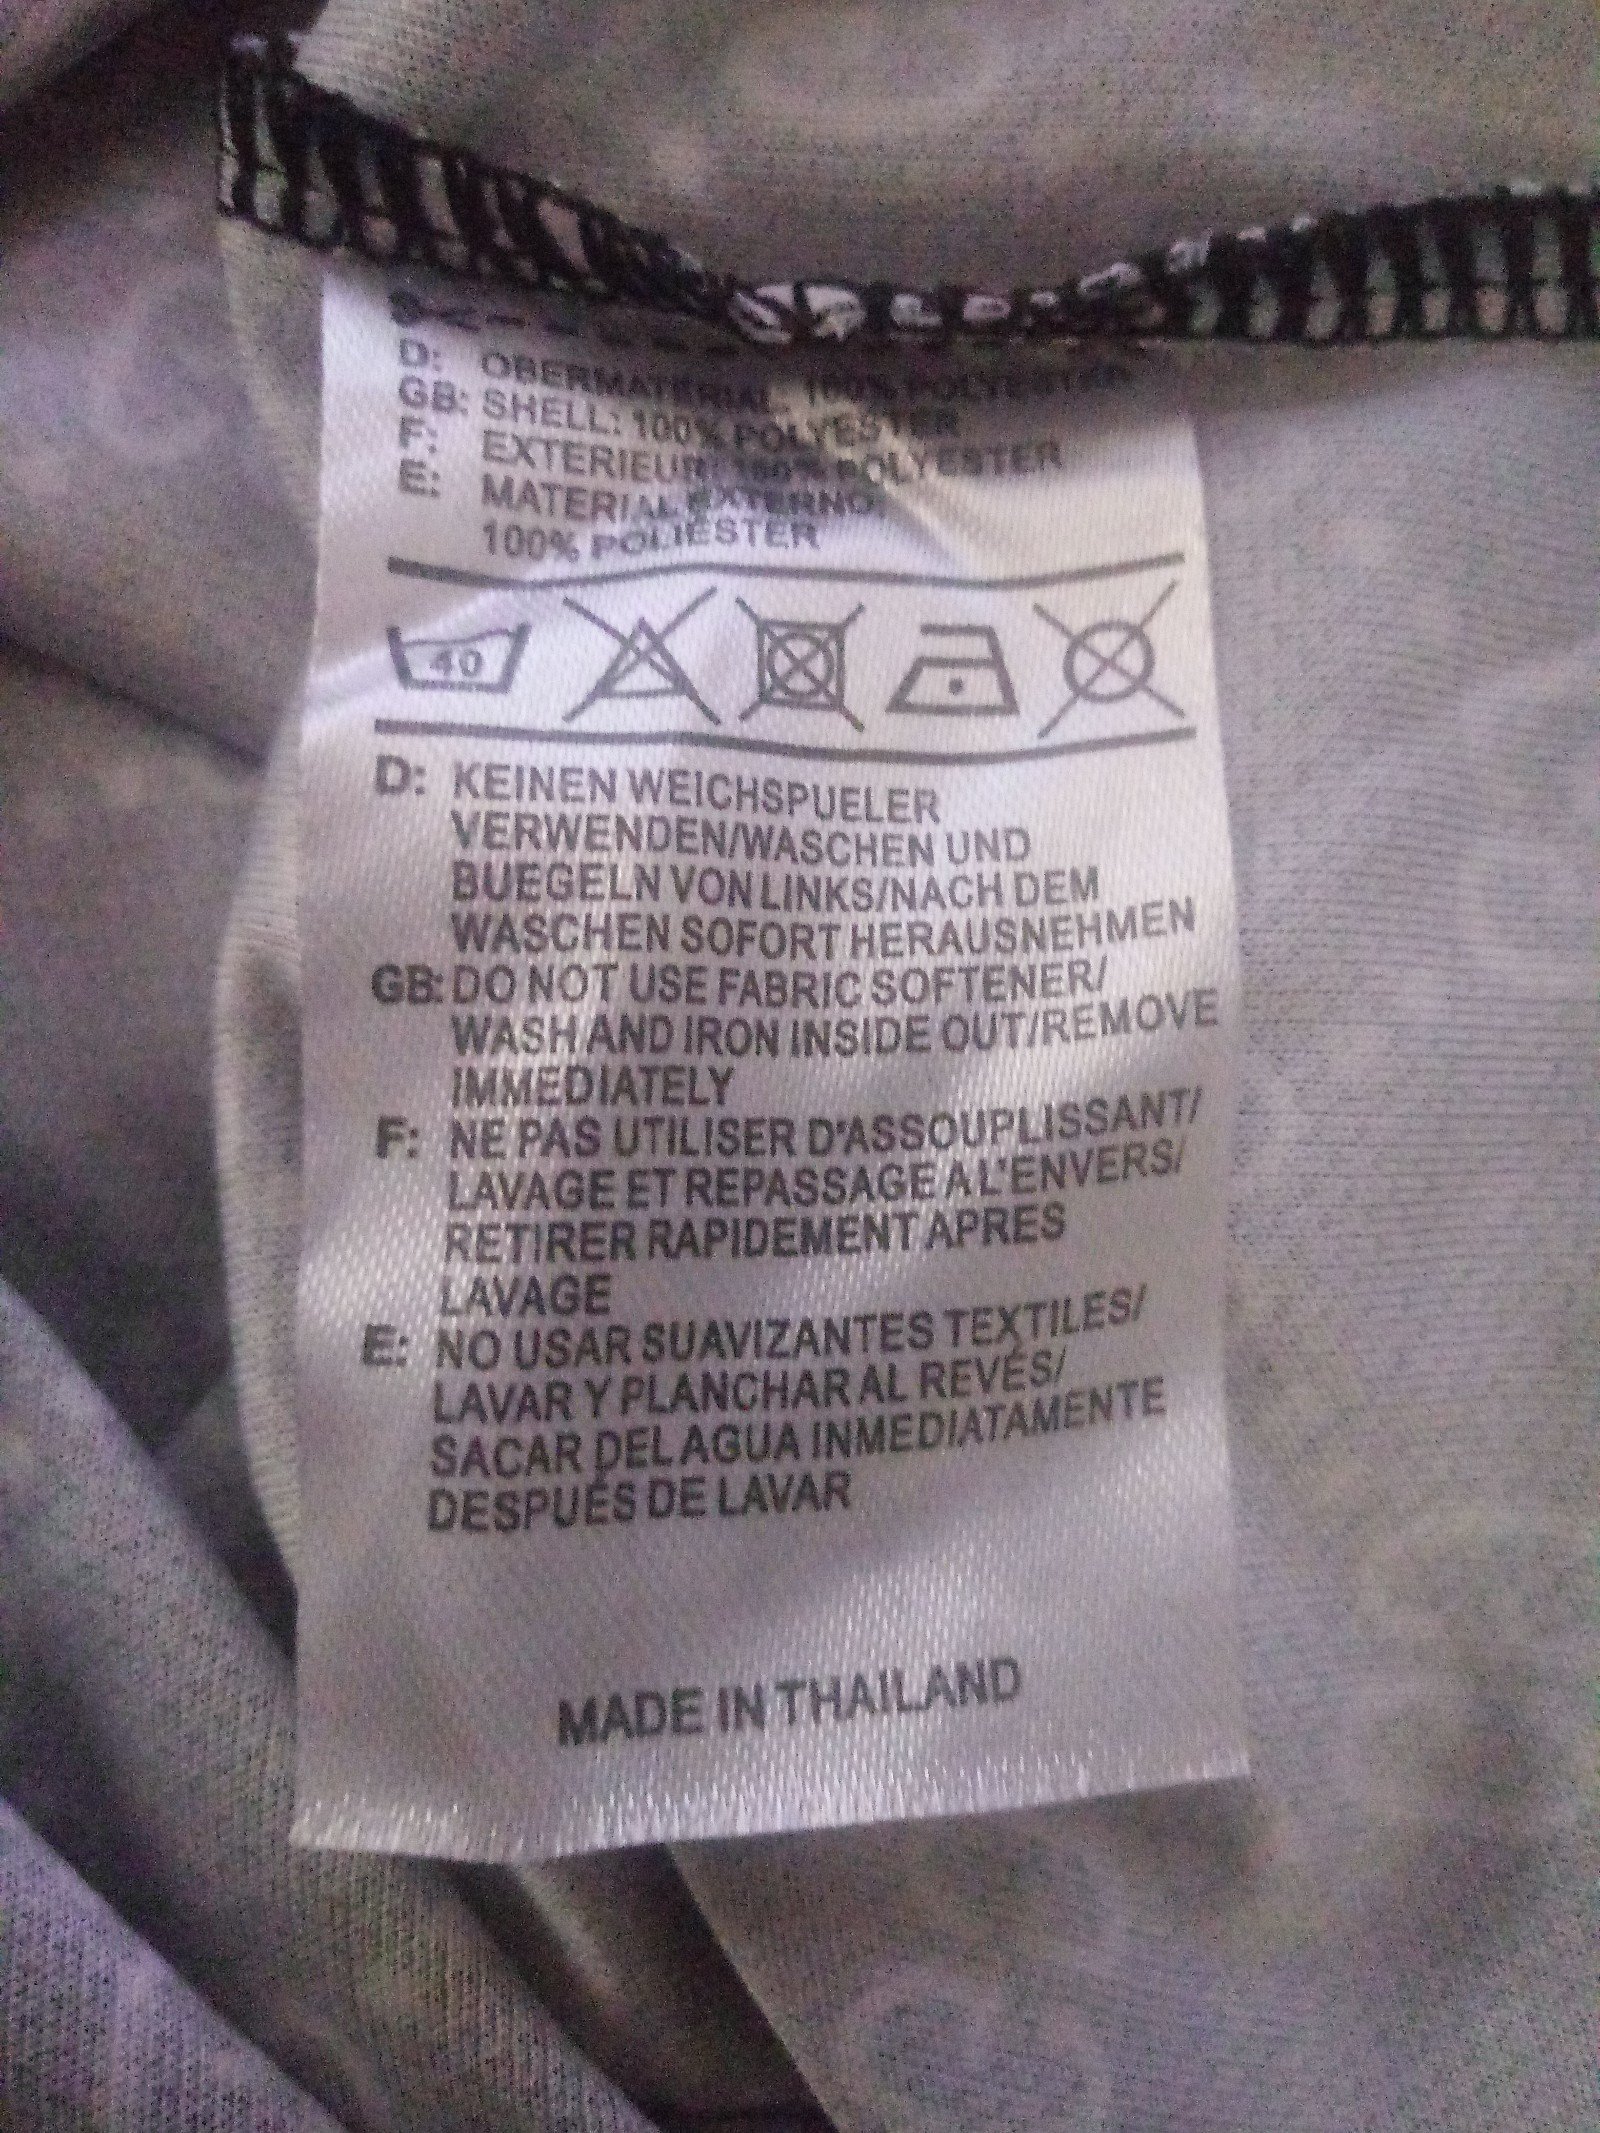 D: OBERMATERIAL: 100% POLYESTER
GB: SHELL: 100% POLYESTER
F: EXTERIEUR: 100% POLYESTER
E: MATERIAL EXTERNO:
100% POLIÉSTER
40
D: KEINEN WEICHSPUELER
VERWENDEN/WASCHEN UND
BUEGELN VON LINKS/NACH DEM
WASCHEN SOFORT HERAUSNEHMEN
GB: DO NOT USE FABRIC SOFTENER/
WASH AND IRON INSIDE OUT/REMOVE
IMMEDIATELY
F: NE PAS UTILISER D'ASSOUPLISSANT/
LAVAGE ET REPASSAGE A L'ENVERS/
RETIRER RAPIDEMENT APRES
LAVAGE
E: NO USAR SUAVIZANTES TEXTILES/
LAVAR Y PLANCHAR AL REVÉS/
SACAR DEL AGUA INMEDIATAMENTE
DESPUÉS DE LAVAR
MADE IN THAILAND